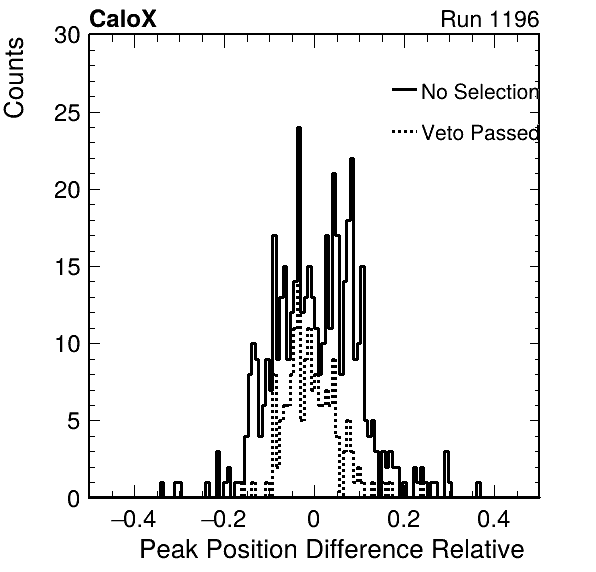 CaloX Run 1196
Counts
30
25
20
15
10
5
0
No Selection
Veto Passed
−0.4 −0.2 0 0.2 0.4
Peak Position Difference Relative